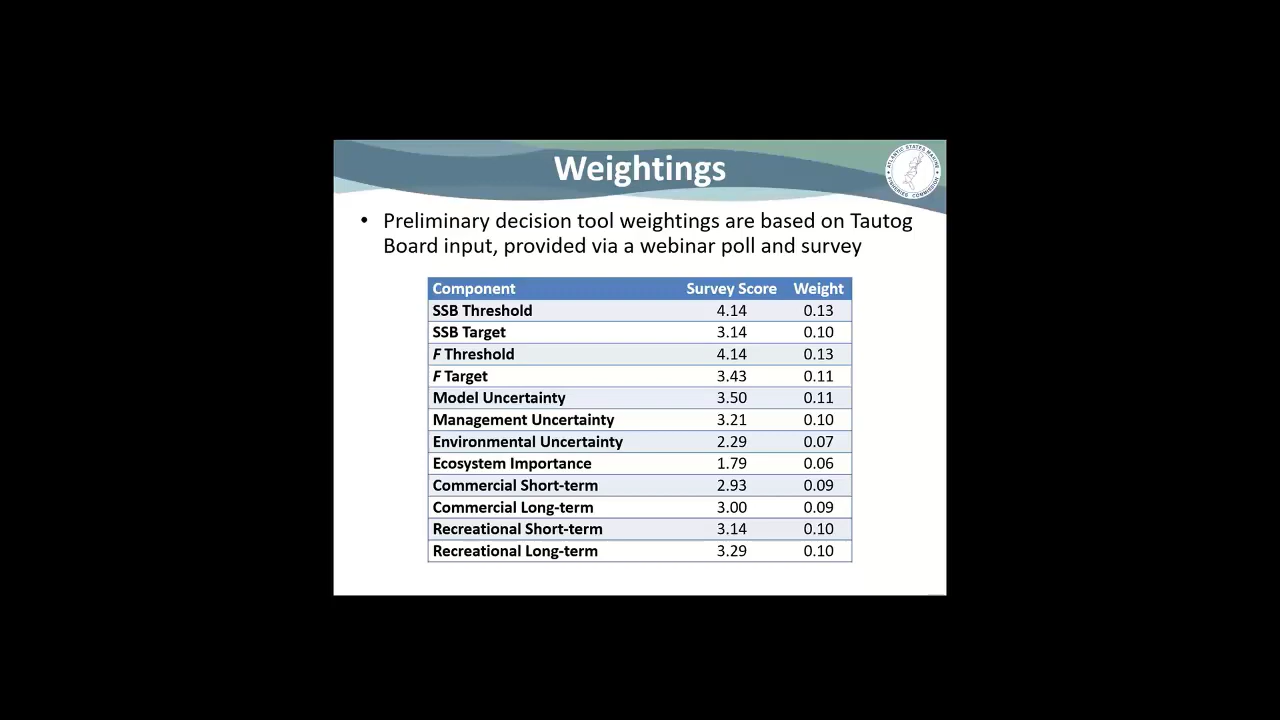 Weightings
ATLANTIC STATES MARINE
FISHERIES COMMISSION
• Preliminary decision tool weightings are based on Tautog
Board input, provided via a webinar poll and survey
Component Survey Score Weight
SSB Threshold 4.14 0.13
SSB Target 3.14 0.10
F Threshold 4.14 0.13
F Target 3.43 0.11
Model Uncertainty 3.50 0.11
Management Uncertainty 3.21 0.10
Environmental Uncertainty 2.29 0.07
Ecosystem Importance 1.79 0.06
Commercial Short-term 2.93 0.09
Commercial Long-term 3.00 0.09
Recreational Short-term 3.14 0.10
Recreational Long-term 3.29 0.10